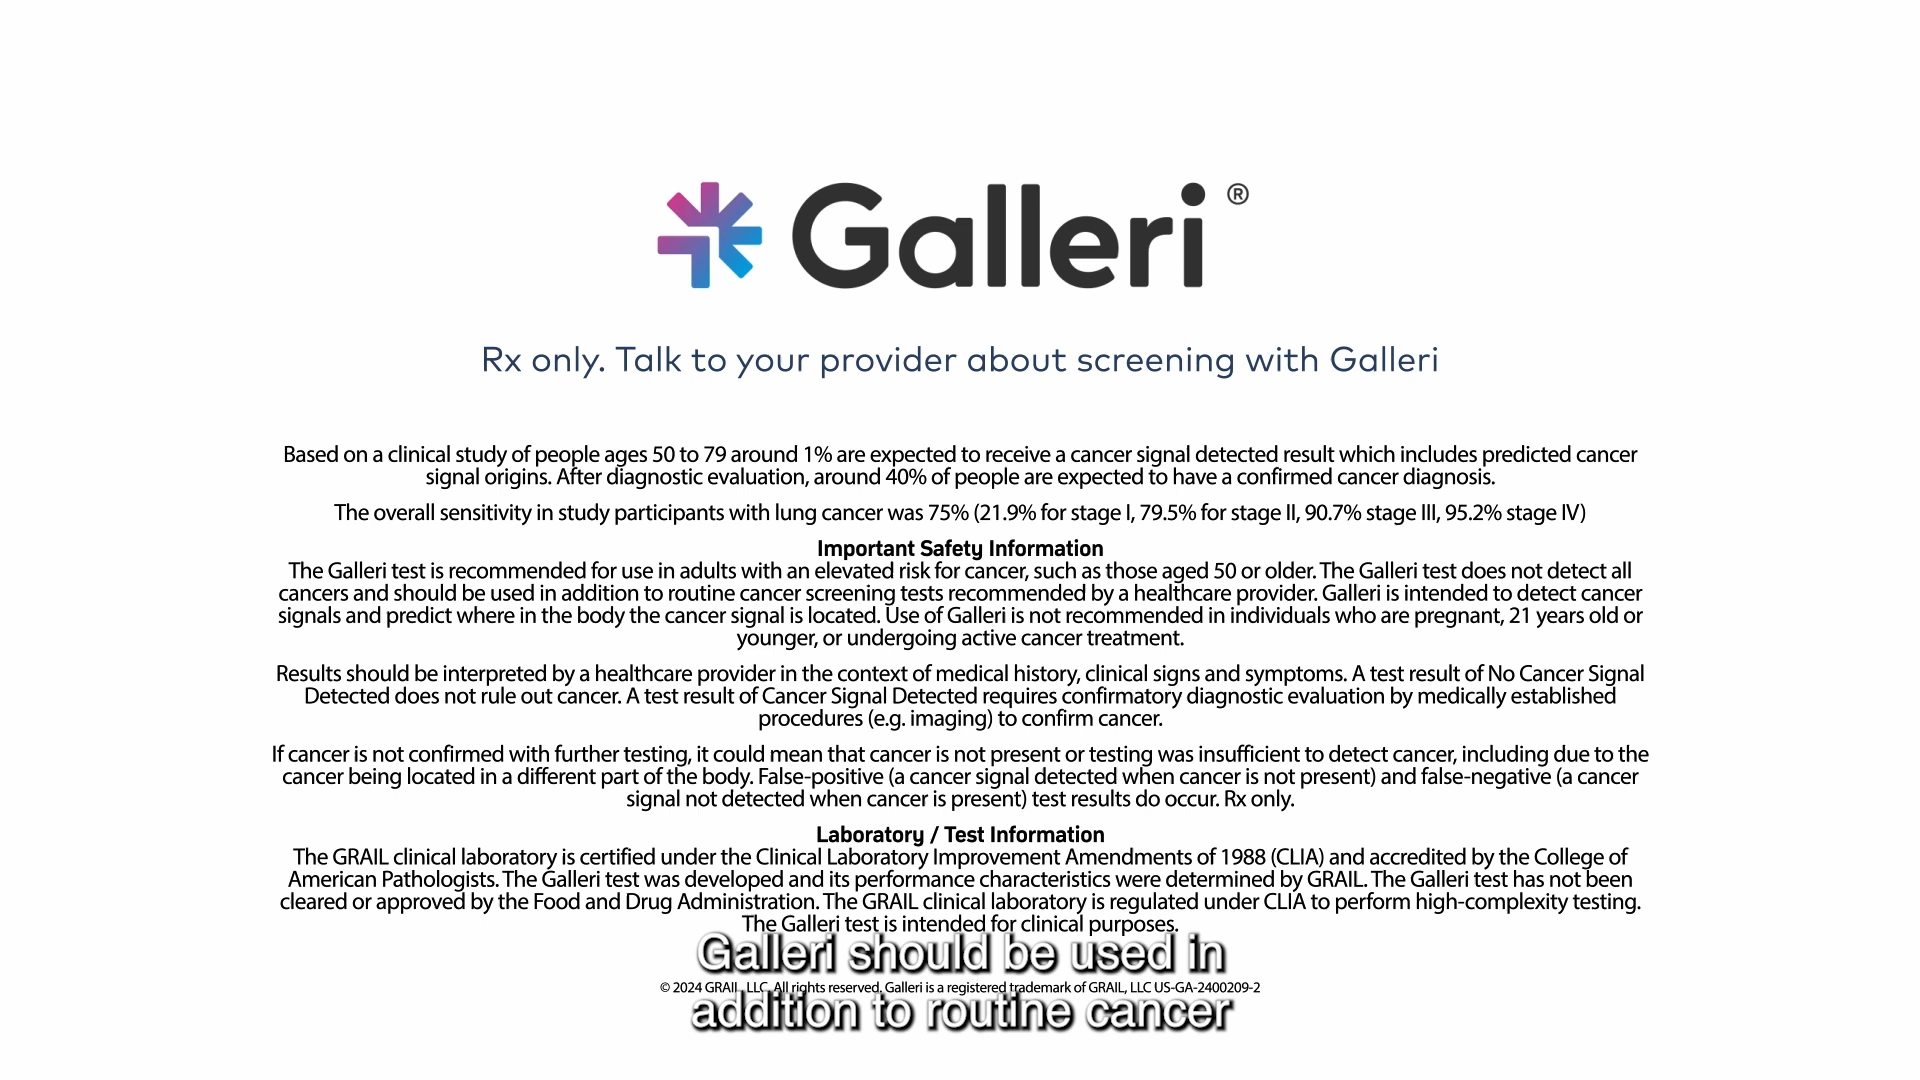 Galleri®
Rx only. Talk to your provider about screening with Galleri
Based on a clinical study of people ages 50 to 79 around 1% are expected to receive a cancer signal detected result which includes predicted cancer
signal origins. After diagnostic evaluation, around 40% of people are expected to have a confirmed cancer diagnosis.
The overall sensitivity in study participants with lung cancer was 75% (21.9% for stage I, 79.5% for stage II, 90.7% stage III, 95.2% stage IV)
Important Safety Information
The Galleri test is recommended for use in adults with an elevated risk for cancer, such as those aged 50 or older. The Galleri test does not detect all
cancers and should be used in addition to routine cancer screening tests recommended by a healthcare provider. Galleri is intended to detect cancer
signals and predict where in the body the cancer signal is located. Use of Galleri is not recommended in individuals who are pregnant, 21 years old or
younger, or undergoing active cancer treatment.
Results should be interpreted by a healthcare provider in the context of medical history, clinical signs and symptoms. A test result of No Cancer Signal
Detected does not rule out cancer. A test result of Cancer Signal Detected requires confirmatory diagnostic evaluation by medically established
procedures (e.g. imaging) to confirm cancer.
If cancer is not confirmed with further testing, it could mean that cancer is not present or testing was insufficient to detect cancer, including due to the
cancer being located in a different part of the body. False-positive (a cancer signal detected when cancer is not present) and false-negative (a cancer
signal not detected when cancer is present) test results do occur. Rx only.
Laboratory / Test Information
The GRAIL clinical laboratory is certified under the Clinical Laboratory Improvement Amendments of 1988 (CLIA) and accredited by the College of
American Pathologists. The Galleri test was developed and its performance characteristics were determined by GRAIL. The Galleri test has not been
cleared or approved by the Food and Drug Administration. The GRAIL clinical laboratory is regulated under CLIA to perform high-complexity testing.
The Galleri test is intended for clinical purposes.
Galleri should be used in
© 2024 GRAIL, LLC. All rights reserved. Galleri is a registered trademark of GRAIL, LLC US-GA-2400209-2
addition to routine cancer